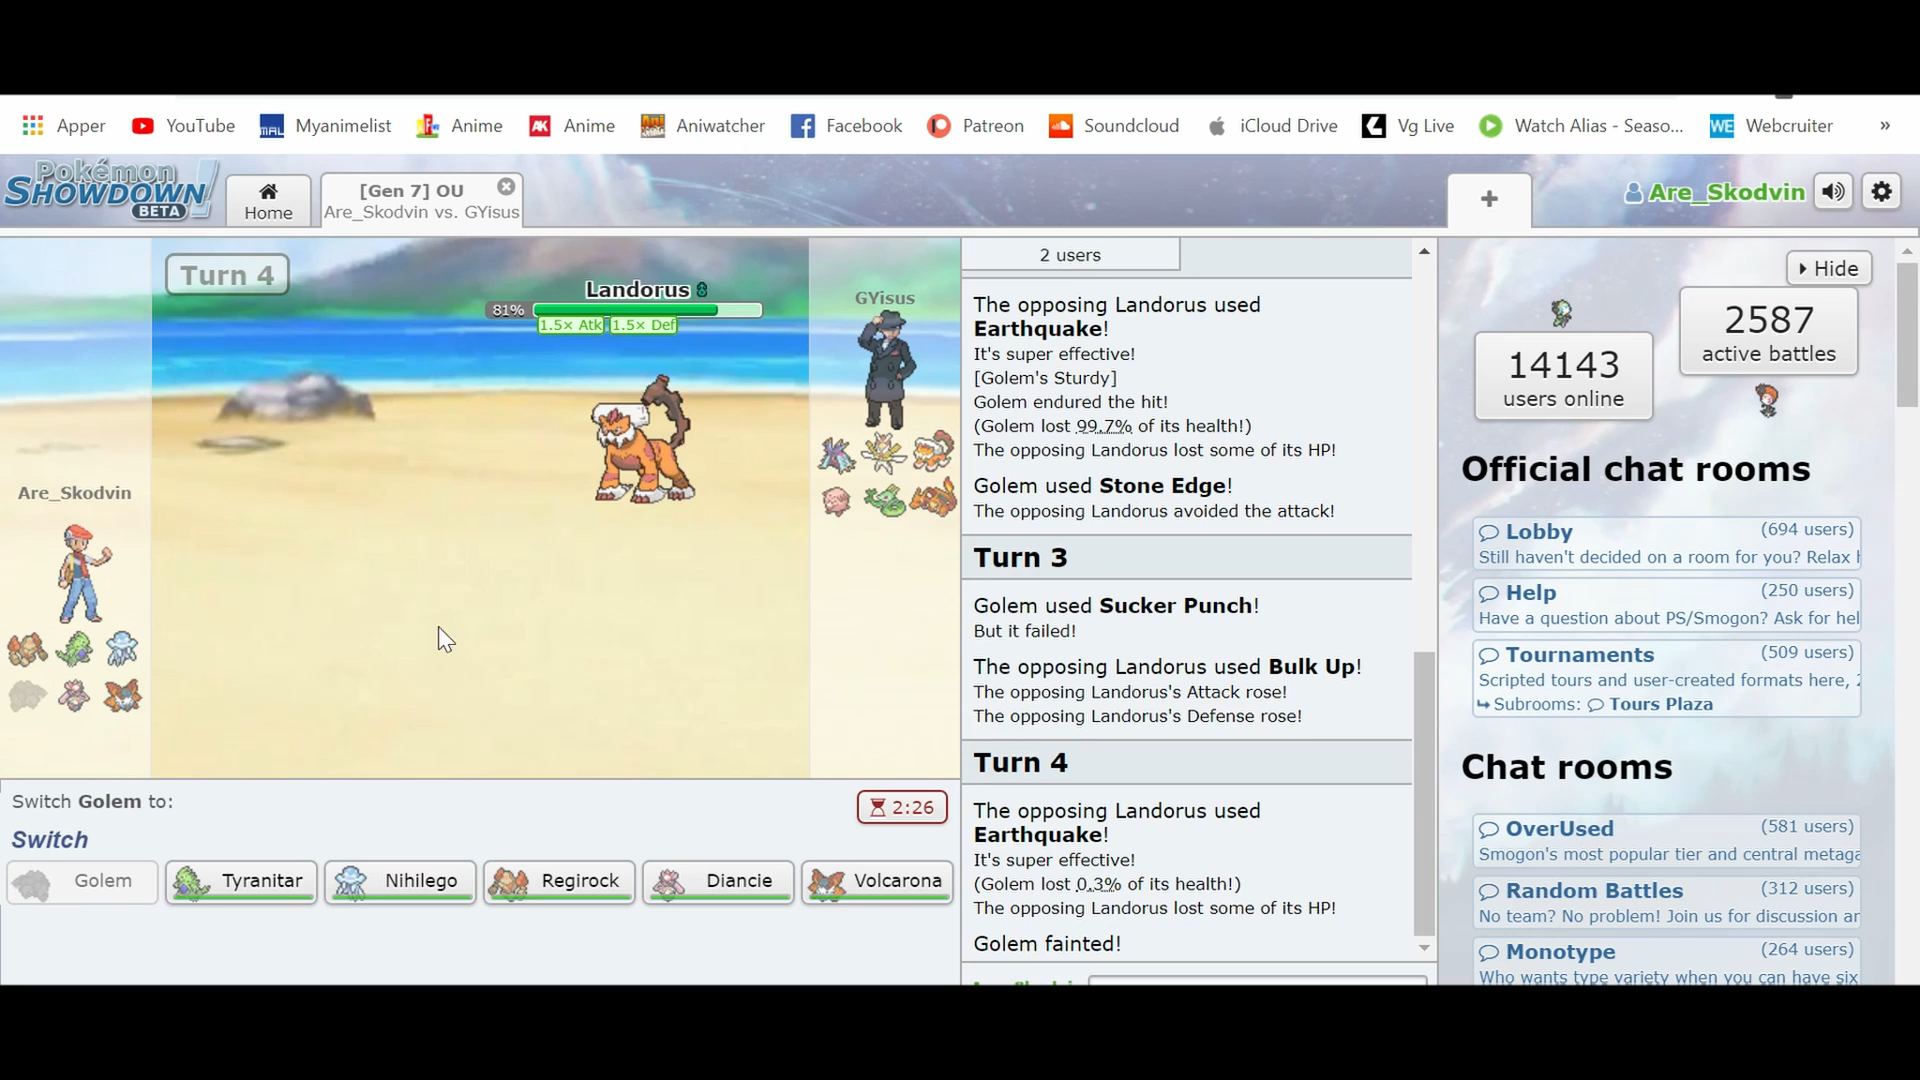 Apper YouTube Myanimelist Anime Anime Aniwatcher Facebook Patreon Soundcloud iCloud Drive Vg Live Watch Alias - Seaso... Webcruiter »
Pokémon
SHOWDOWN!
BETA
Home
[Gen 7] OU
Are_Skodvin vs. GYisus
+
Are_Skodvin
Turn 4
Landorus
81%
1.5× Atk 1.5× Def
GYisus
Are_Skodvin
Switch Golem to:
2:26
Switch
Golem Tyranitar Nihilego Regirock Diancie Volcarona
2 users
The opposing Landorus used
Earthquake!
It's super effective!
[Golem's Sturdy]
Golem endured the hit!
(Golem lost 99.7% of its health!)
The opposing Landorus lost some of its HP!
Golem used Stone Edge!
The opposing Landorus avoided the attack!
Turn 3
Golem used Sucker Punch!
But it failed!
The opposing Landorus used Bulk Up!
The opposing Landorus's Attack rose!
The opposing Landorus's Defense rose!
Turn 4
The opposing Landorus used
Earthquake!
It's super effective!
(Golem lost 0.3% of its health!)
The opposing Landorus lost some of its HP!
Golem fainted!
Hide
14143
users online
2587
active battles
Official chat rooms
Lobby (694 users)
Still haven't decided on a room for you? Relax
Help (250 users)
Have a question about PS/Smogon? Ask for hel
Tournaments (509 users)
Scripted tours and user-created formats here,
Subrooms: Tours Plaza
Chat rooms
OverUsed (581 users)
Smogon's most popular tier and central metaga
Random Battles (312 users)
No team? No problem! Join us for discussion ar
Monotype (264 users)
Who wants type variety when you can have six